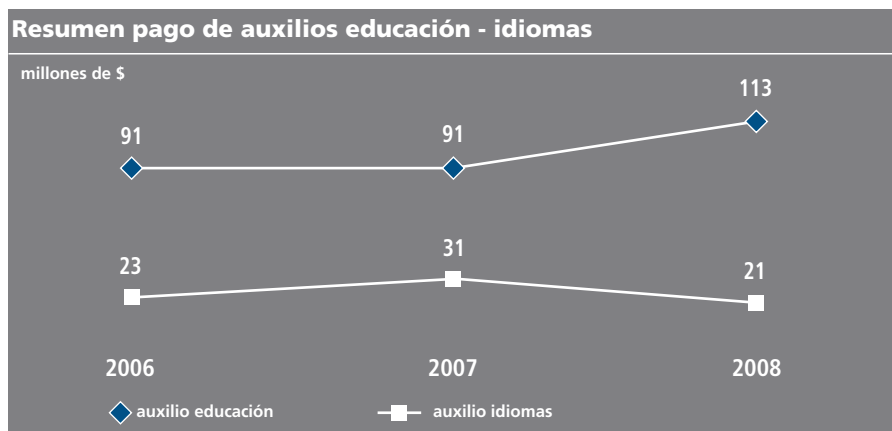 Resumen pago de auxilios educación - idiomas
millones de $
113
91 91
31
23 21
2006 2007 2008
auxilio educación auxilio idiomas